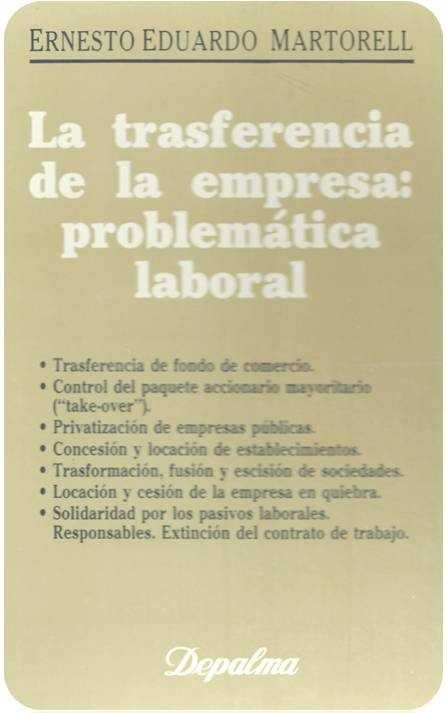 ERNESTO EDUARDO MARTORELL
La trasferencia
de la empresa:
problemática
laboral
• Trasferencia de fondo de comercio.
• Control del paquete accionario mayoritario
("take-over").
• Privatización de empresas públicas.
• Concesión y locación de establecimientos.
• Trasformación, fusión y escisión de sociedades.
• Locación y cesión de la empresa en quiebra.
• Solidaridad por los pasivos laborales.
Responsables. Extinción del contrato de trabajo.
Depalma